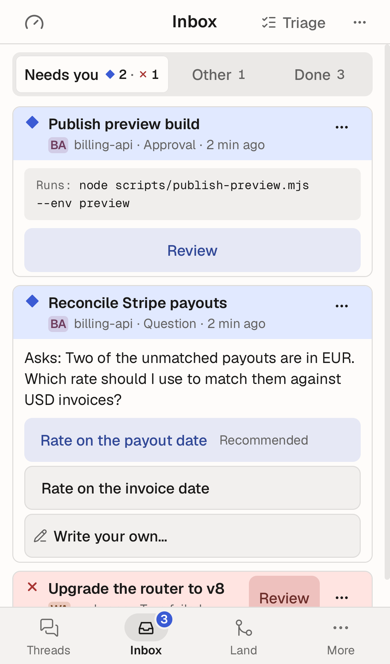 Inbox
Triage
Needs you 2 · × 1
Other 1
Done 3
Publish preview build
BA billing-api · Approval · 2 min ago
Runs: node scripts/publish-preview.mjs
--env preview
Review
Reconcile Stripe payouts
BA billing-api · Question · 2 min ago
Asks: Two of the unmatched payouts are in EUR.
Which rate should I use to match them against
USD invoices?
Rate on the payout date Recommended
Rate on the invoice date
Write your own...
Upgrade the router to v8
Review
3
Threads
Inbox
Land
More